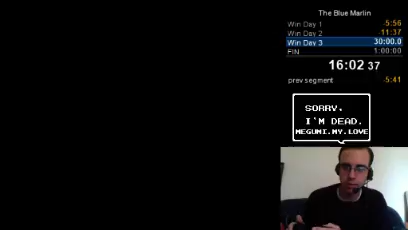 The Blue Marlin
Win Day 1 -5:56
Win Day 2 -11:37
Win Day 3 30:00.0
FIN 1:00:00
16:02 37
prev segment -5:41
SORRY.
I'M DEAD.
MEGUMI.MY.LOVE